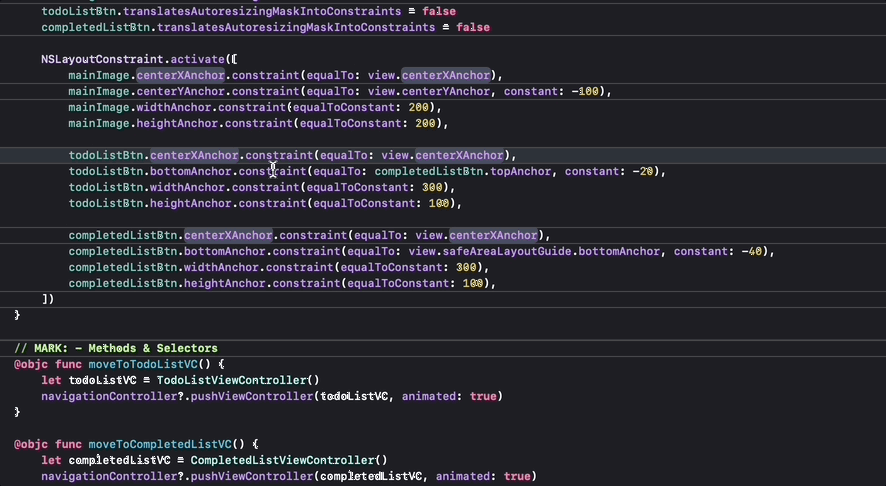 todoListBtn.translatesAutoresizingMaskIntoConstraints = false
completedListBtn.translatesAutoresizingMaskIntoConstraints = false
NSLayoutConstraint.activate([
mainImage.centerXAnchor.constraint(equalTo: view.centerXAnchor),
mainImage.centerYAnchor.constraint(equalTo: view.centerYAnchor, constant: -100),
mainImage.widthAnchor.constraint(equalToConstant: 200),
mainImage.heightAnchor.constraint(equalToConstant: 200),
todoListBtn.centerXAnchor.constraint(equalTo: view.centerXAnchor),
todoListBtn.bottomAnchor.constraint(equalTo: completedListBtn.topAnchor, constant: -20),
todoListBtn.widthAnchor.constraint(equalToConstant: 300),
todoListBtn.heightAnchor.constraint(equalToConstant: 100),
completedListBtn.centerXAnchor.constraint(equalTo: view.centerXAnchor),
completedListBtn.bottomAnchor.constraint(equalTo: view.safeAreaLayoutGuide.bottomAnchor, constant: -40),
completedListBtn.widthAnchor.constraint(equalToConstant: 300),
completedListBtn.heightAnchor.constraint(equalToConstant: 100),
])
}
// MARK: - Methods & Selectors
@objc func moveToTodoListVC() {
let todoListVC = TodoListViewController()
navigationController?.pushViewController(todoListVC, animated: true)
}
@objc func moveToCompletedListVC() {
let completedListVC = CompletedListViewController()
navigationController?.pushViewController(completedListVC, animated: true)